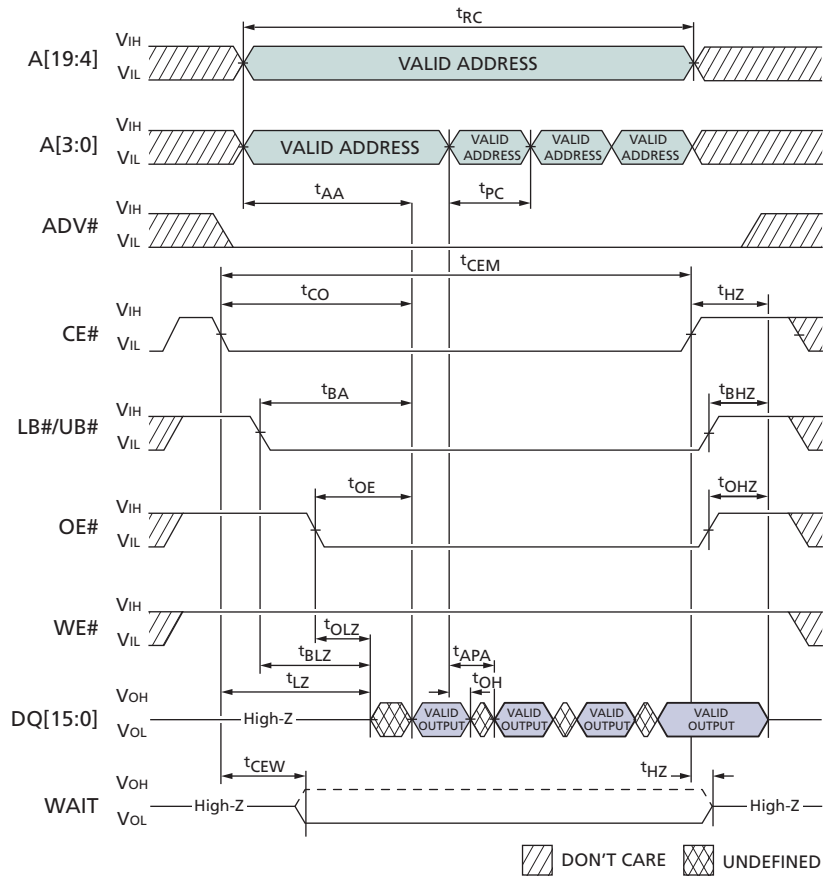 tRC
A[19:4] VIH VIL VALID ADDRESS
A[3:0] VIH VIL VALID ADDRESS VALID ADDRESS VALID ADDRESS VALID ADDRESS
tAA tPC
ADV# VIH VIL
tCEM
tCO tHZ
CE# VIH VIL
tBA tBHZ
LB#/UB# VIH VIL
tOE tOHZ
OE# VIH VIL
WE# VIH VIL
tOLZ
tBLZ tAPA
tLZ tOH
DQ[15:0] VOH VOL High-Z VALID OUTPUT VALID OUTPUT VALID OUTPUT VALID OUTPUT
tCEW tHZ
WAIT VOH VOL High-Z High-Z
DON'T CARE UNDEFINED